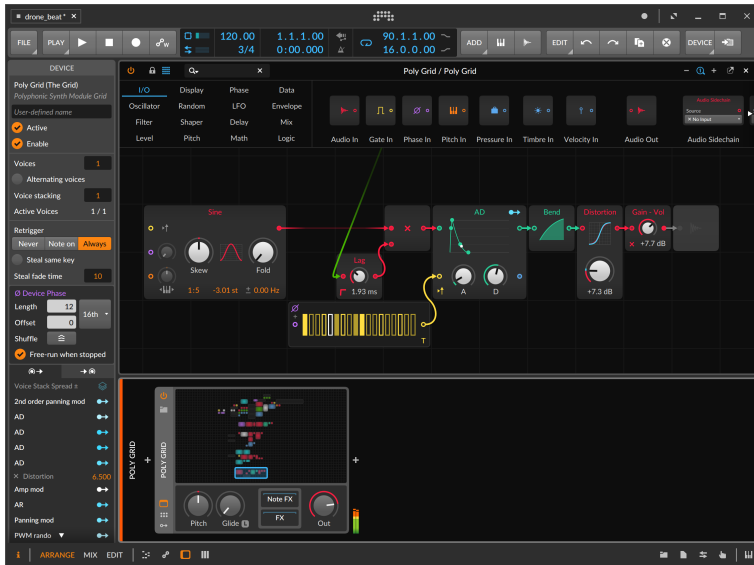 drone_beat* ×
FILE PLAY 120.00 3/4 1.1.1.00 0:00.000 90.1.1.00 16.0.0.00 ADD EDIT DEVICE
DEVICE
Poly Grid (The Grid)
Polyphonic Synth Module Grid
User-defined name
Active
Enable
Voices 1
Alternating voices
Voice stacking 1
Active Voices 1 / 1
Retrigger
Never Note on Always
Steal same key
Steal fade time 10
Ø Device Phase
Length 12
16th
Offset 0
Shuffle
Free-run when stopped
Voice Stack Spread ±
2nd order panning mod
AD
AD
AD
AD
× Distortion 6.500
Amp mod
AR
Panning mod
PWM rando
Poly Grid / Poly Grid
I/O Display Phase Data
Oscillator Random LFO Envelope
Filter Shaper Delay Mix
Level Pitch Math Logic
Audio In Gate In Phase In Pitch In Pressure In Timbre In Velocity In Audio Out Audio Sidechain
Audio Sidechain
Source
× No input
Sine
Skew Fold
1:5 -3.01 st ± 0.00 Hz
Lag
1.93 ms
×
AD
A D
Bend
Distortion
+7.3 dB
Gain - Vol
+7.7 dB
Ø
T
POLY GRID
+
POLY GRID
Pitch Glide L
Note FX
FX
Out
+
i ARRANGE MIX EDIT